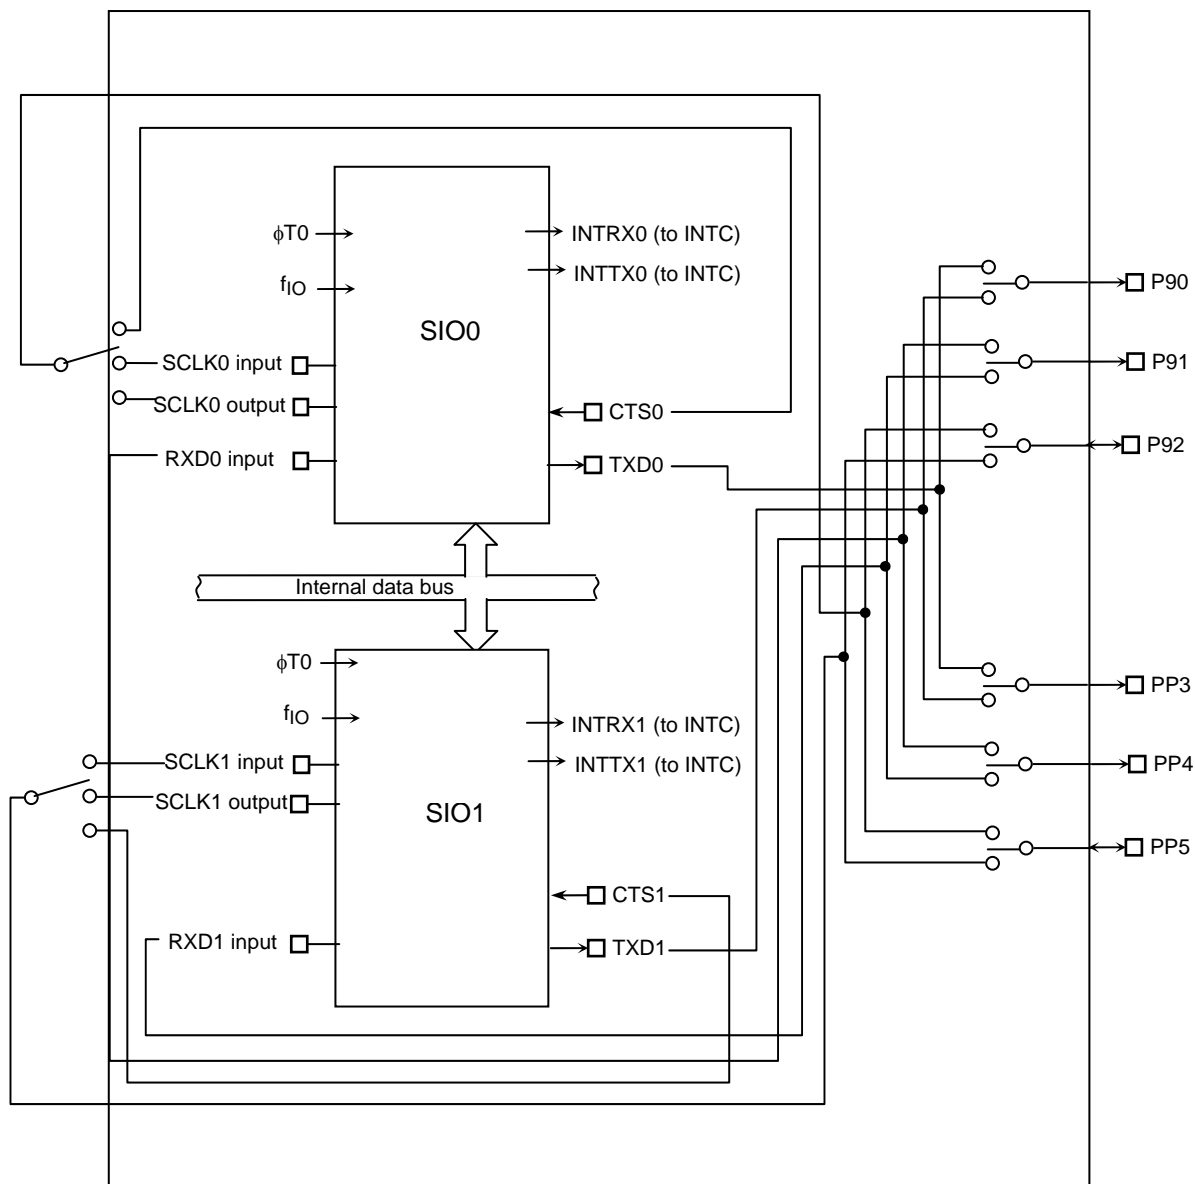 φT0
fIO
SIO0
INTRX0 (to INTC)
INTTX0 (to INTC)
SCLK0 input
SCLK0 output
RXD0 input
CTS0
TXD0
P90
P91
P92
Internal data bus
φT0
fIO
SIO1
INTRX1 (to INTC)
INTTX1 (to INTC)
SCLK1 input
SCLK1 output
RXD1 input
CTS1
TXD1
PP3
PP4
PP5